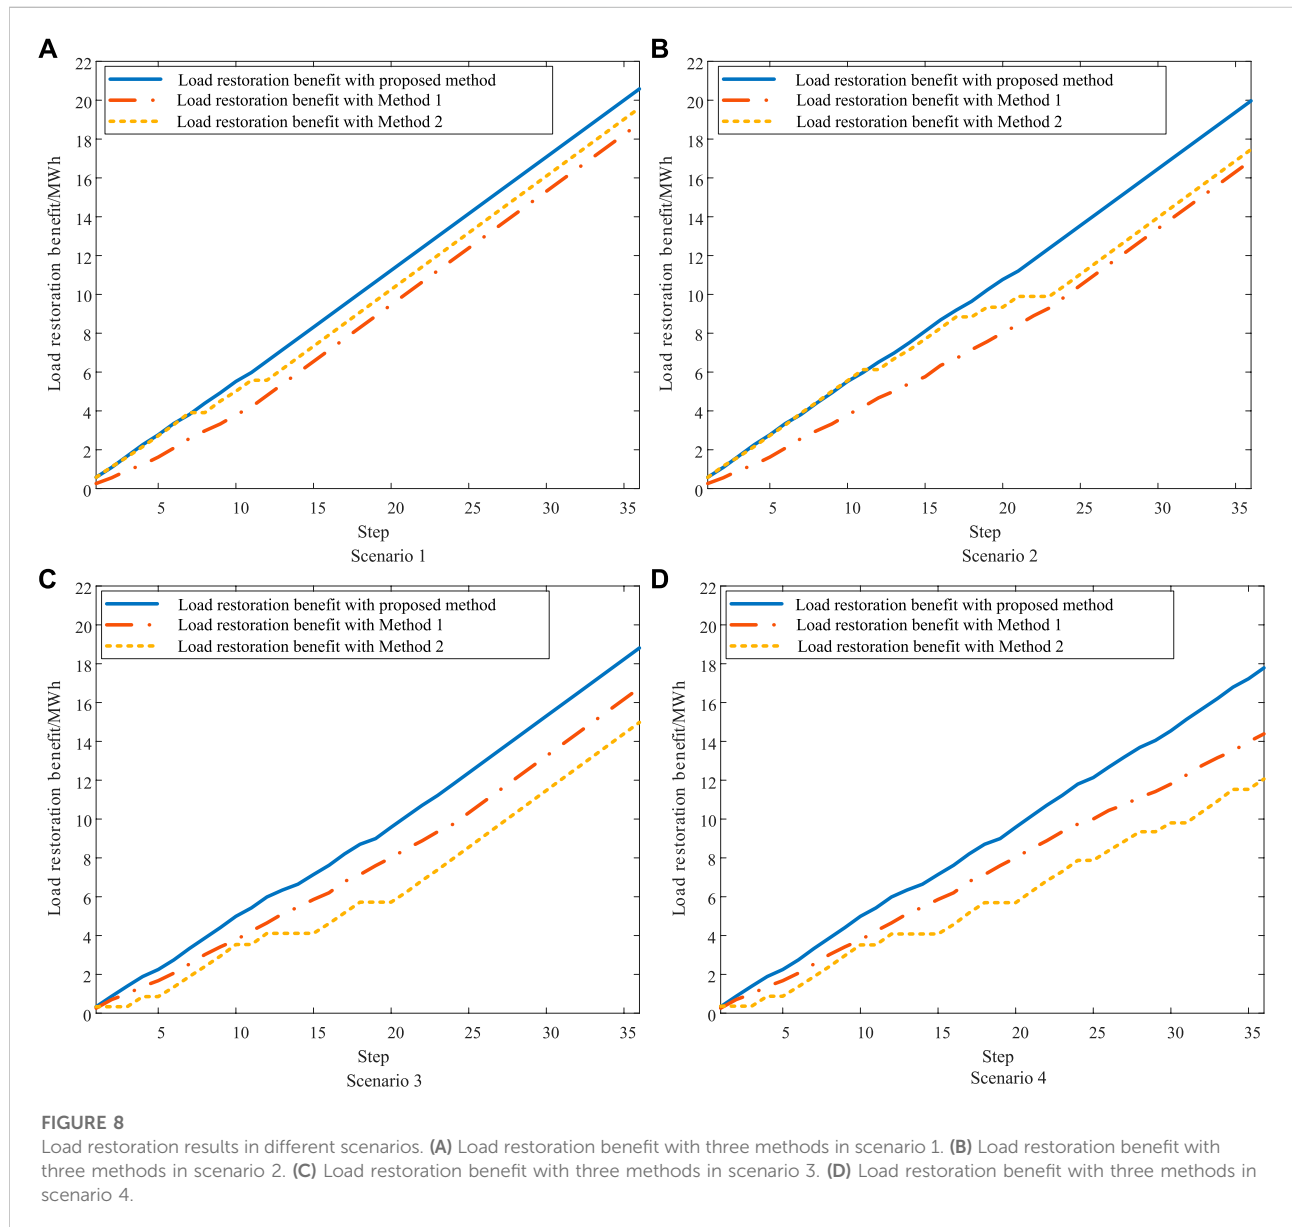 A
Load restoration benefit/MWh
22
20
18
16
14
12
10
8
6
4
2
0
Load restoration benefit with proposed method
Load restoration benefit with Method 1
Load restoration benefit with Method 2
5 10 15 20 25 30 35
Step
Scenario 1
B
Load restoration benefit/MWh
22
20
18
16
14
12
10
8
6
4
2
0
Load restoration benefit with proposed method
Load restoration benefit with Method 1
Load restoration benefit with Method 2
5 10 15 20 25 30 35
Step
Scenario 2
C
Load restoration benefit/MWh
22
20
18
16
14
12
10
8
6
4
2
0
Load restoration benefit with proposed method
Load restoration benefit with Method 1
Load restoration benefit with Method 2
5 10 15 20 25 30 35
Step
Scenario 3
D
Load restoration benefit/MWh
22
20
18
16
14
12
10
8
6
4
2
0
Load restoration benefit with proposed method
Load restoration benefit with Method 1
Load restoration benefit with Method 2
5 10 15 20 25 30 35
Step
Scenario 4
FIGURE 8
Load restoration results in different scenarios. (A) Load restoration benefit with three methods in scenario 1. (B) Load restoration benefit with
three methods in scenario 2. (C) Load restoration benefit with three methods in scenario 3. (D) Load restoration benefit with three methods in
scenario 4.